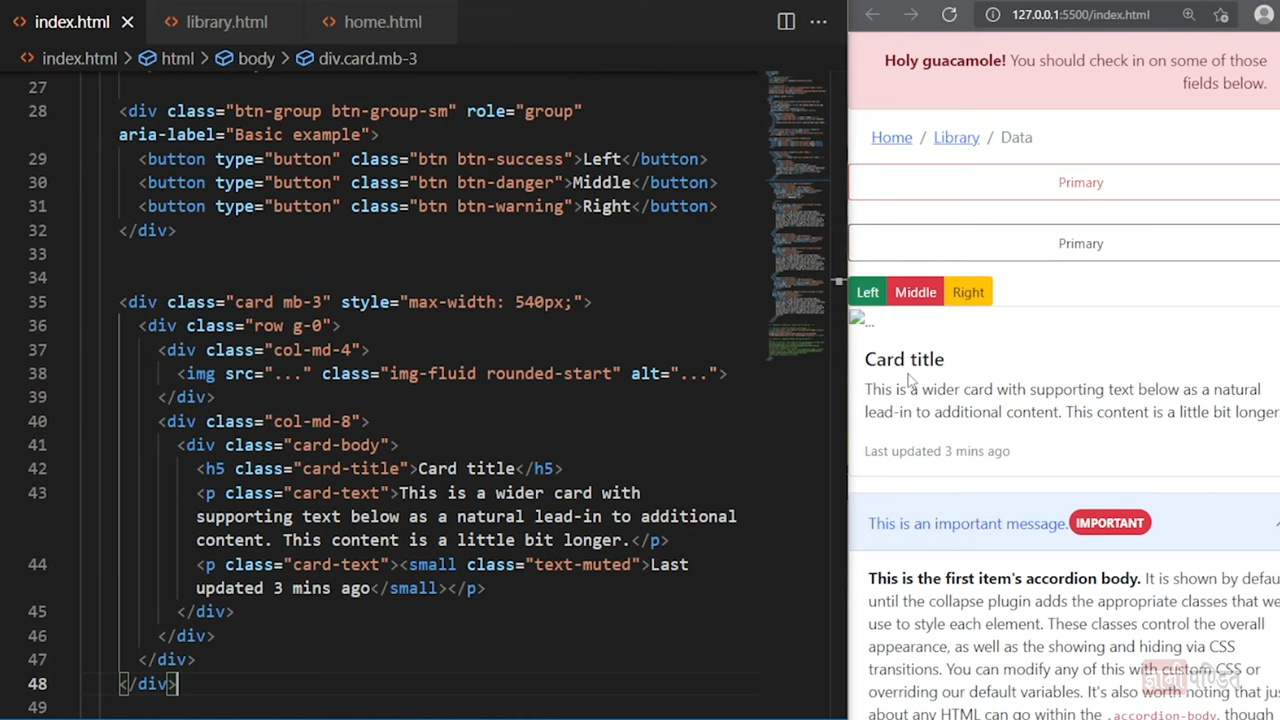 index.html
library.html
home.html
index.html > html > body > div.card.mb-3
27
28 <div class="btn-group btn-group-sm" role="group"
aria-label="Basic example">
29 <button type="button" class="btn btn-success">Left</button>
30 <button type="button" class="btn btn-danger">Middle</button>
31 <button type="button" class="btn btn-warning">Right</button>
32 </div>
33
34
35 <div class="card mb-3" style="max-width: 540px;">
36 <div class="row g-0">
37 <div class="col-md-4">
38 <img src="..." class="img-fluid rounded-start" alt="...">
39 </div>
40 <div class="col-md-8">
41 <div class="card-body">
42 <h5 class="card-title">Card title</h5>
43 <p class="card-text">This is a wider card with
supporting text below as a natural lead-in to additional
content. This content is a little bit longer.</p>
44 <p class="card-text"><small class="text-muted">Last
updated 3 mins ago</small></p>
45 </div>
46 </div>
47 </div>
48 </div>
49
127.0.0.1:5500/index.html
Holy guacamole! You should check in on some of those
fields below.
Home / Library / Data
Primary
Primary
Left Middle Right
...
Card title
This is a wider card with supporting text below as a natural
lead-in to additional content. This content is a little bit longer
Last updated 3 mins ago
This is an important message. IMPORTANT
This is the first item's accordion body. It is shown by defau
until the collapse plugin adds the appropriate classes that we
use to style each element. These classes control the overall
appearance, as well as the showing and hiding via CSS
transitions. You can modify any of this with custom CSS or
overriding our default variables. It's also worth noting that jus
about any HTML can go within the .accordion-body, though